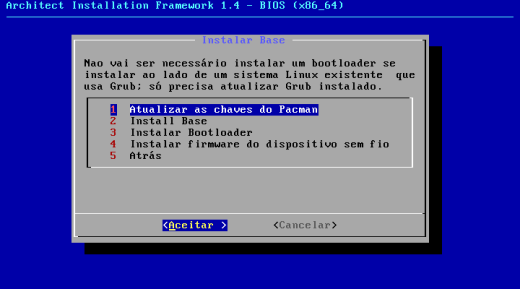 Architect Installation Framework 1.4 - BIOS (x86_64)
Instalar Base
Nao vai ser necessário instalar um bootloader se
instalar ao lado de um sistema Linux existente  que
usa Grub; só precisa atualizar Grub instalado.
1 Atualizar as chaves do Pacman
2 Install Base
3 Instalar Bootloader
4 Instalar firmware do dispositivo sem fio
5 Atrás
<Aceitar > <Cancelar>